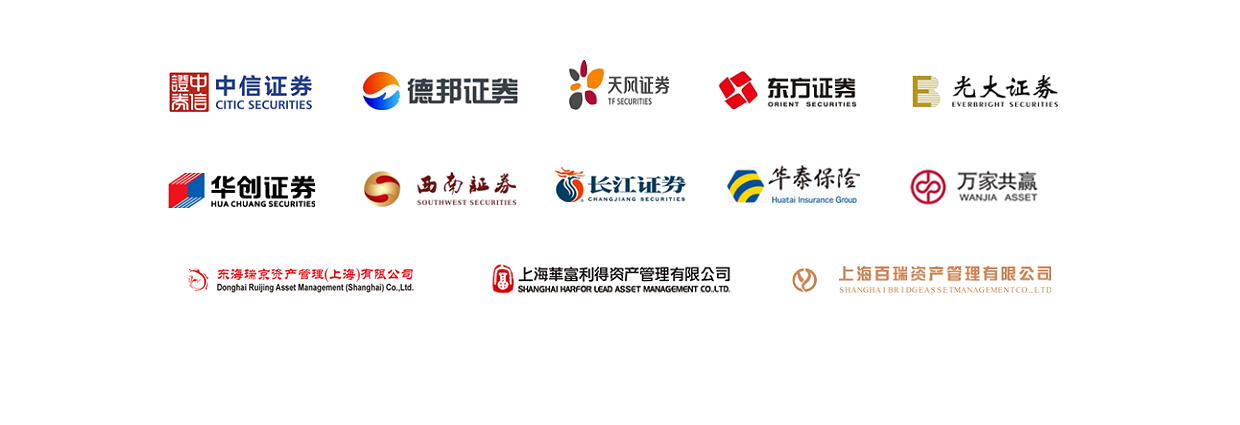 證中
券信
中信证券
CITIC SECURITIES
德邦证券
天风证券
TF SECURITIES
东方证券
ORIENT SECURITIES
光大证券
EVERBRIGHT SECURITIES
华创证券
HUA CHUANG SECURITIES
西南証券
SOUTHWEST SECURITIES
长江证券
CHANGJIANG SECURITIES
华泰保险
Huatai Insurance Group
万家共赢
WANJIA ASSET
东海瑞京资产管理(上海)有限公司
Donghai Ruijing Asset Management (Shanghai) Co.,Ltd.
上海華富利得資产管理有限公司
SHANGHAI HARFOR LEAD ASSET MANAGEMENT CO.,LTD.
上海百瑞资产管理有限公司
SHANGHAI BRIDGE ASSET MANAGEMENT CO., LTD